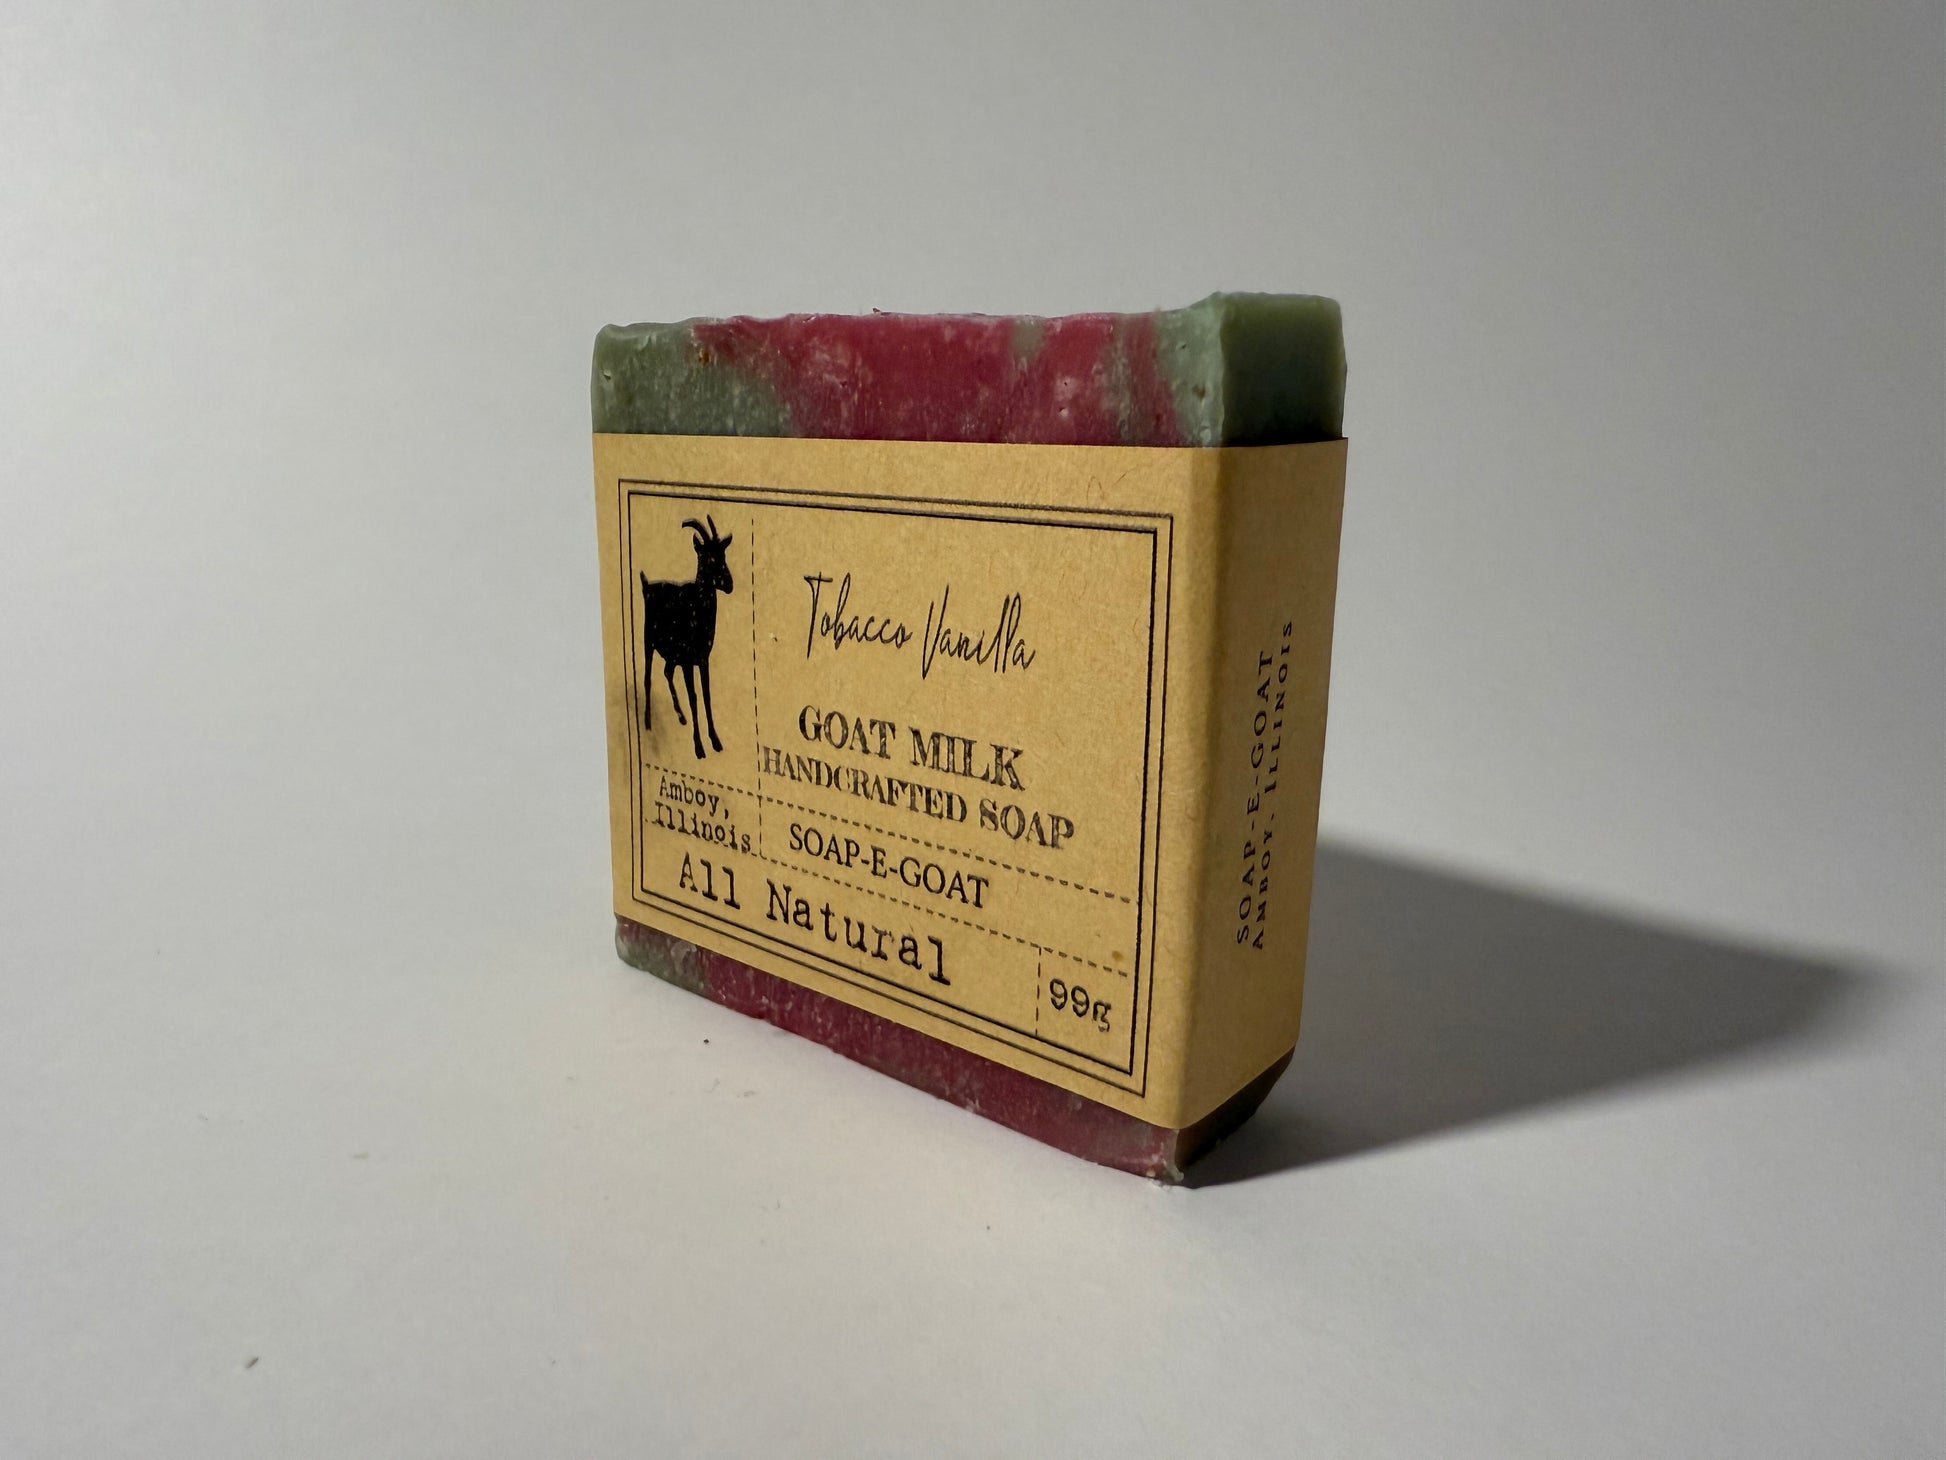 Tobacco Vanilla
GOAT MILK
HANDCRAFTED SOAP
Amboy,
Illinois
SOAP-E-GOAT
All Natural
99g
SOAP-E-GOAT
AMBOY, ILLINOIS